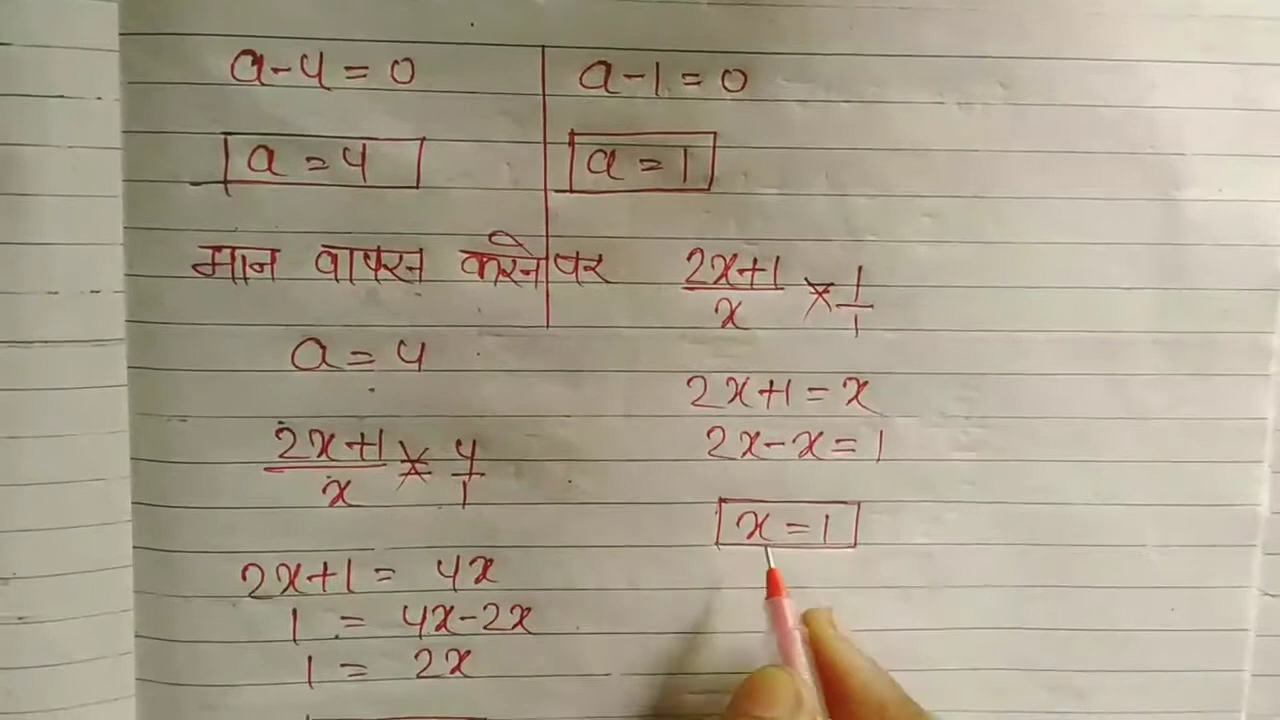 a-4=0
a=4
मान वापस करने पर
a=4
2x+1/x = 4/1
2x+1 = 4x
1 = 4x-2x
1 = 2x
a-1=0
a=1
2x+1/x × 1/1
2x+1=x
2x-x=1
x=1